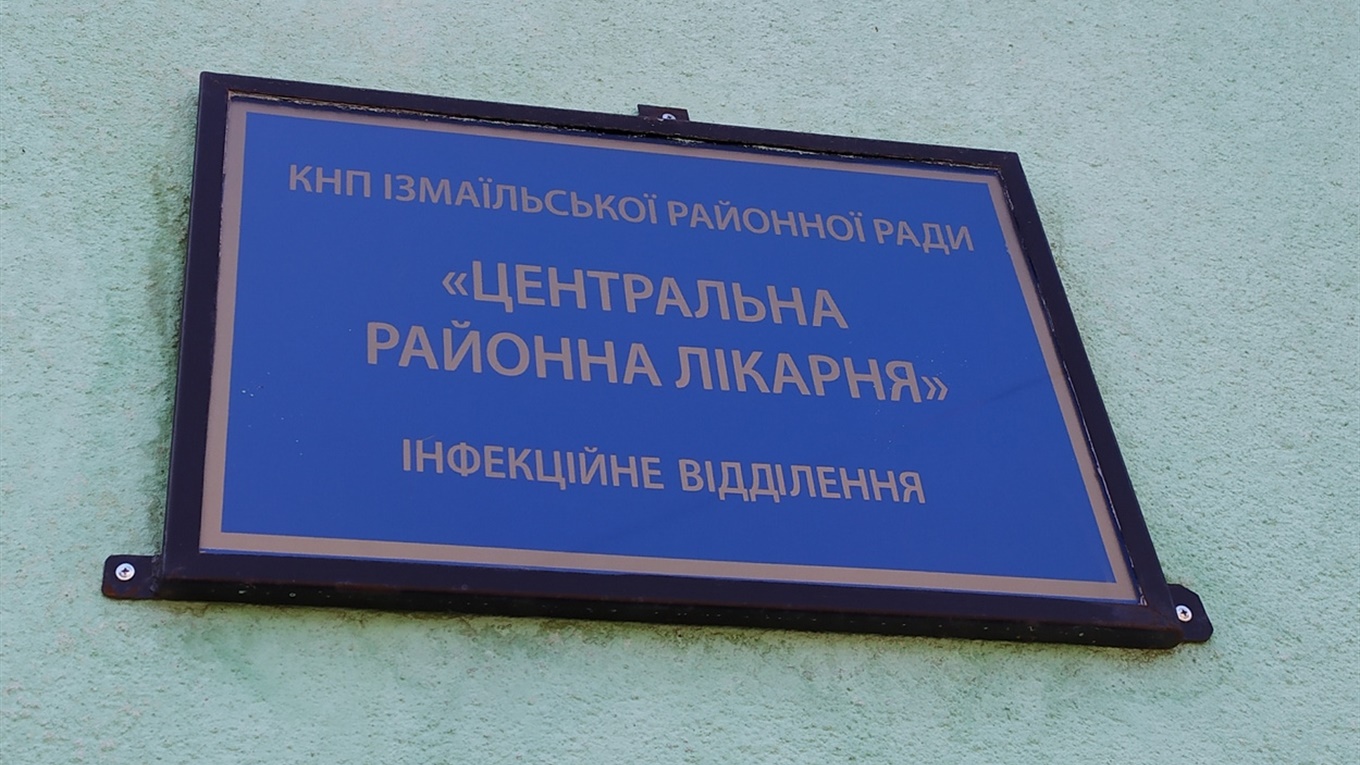 КНП ІЗМАЇЛЬСЬКОЇ РАЙОННОЇ РАДИ
«ЦЕНТРАЛЬНА
РАЙОННА ЛІКАРНЯ»
ІНФЕКЦІЙНЕ ВІДДІЛЕННЯ